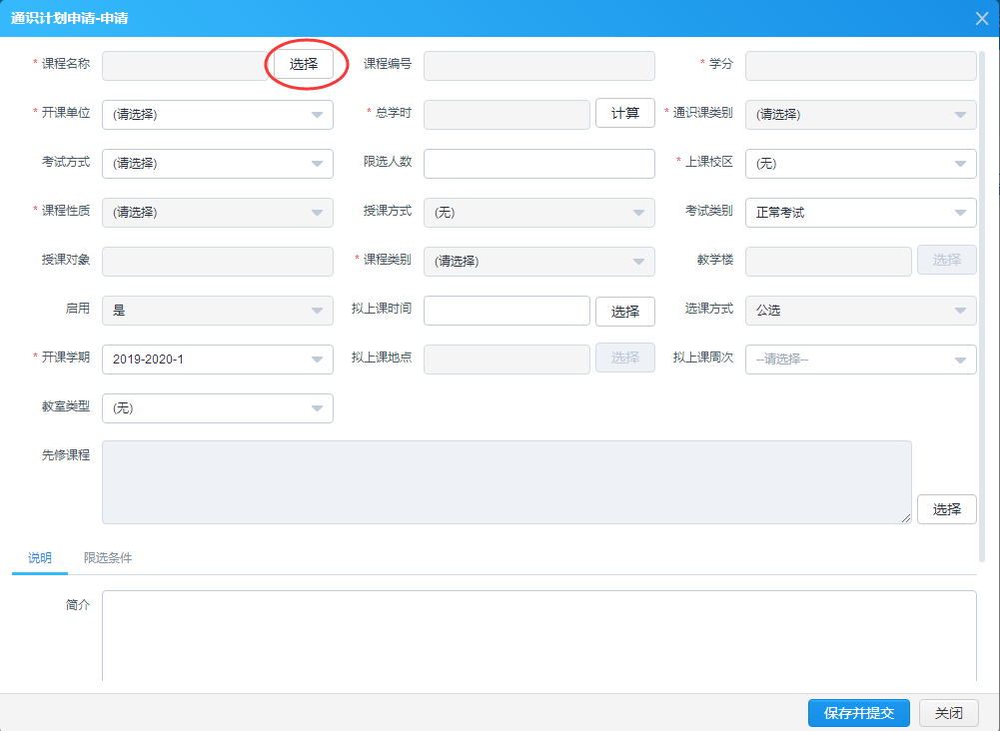 通识计划申请-申请
* 课程名称 选择 课程编号 * 学分
* 开课单位 (请选择) * 总学时 计算 * 通识课类别 (请选择)
考试方式 (请选择) 限选人数 * 上课校区 (无)
* 课程性质 (请选择) 授课方式 (无) 考试类别 正常考试
授课对象 * 课程类别 (请选择) 教学楼 选择
启用 是 拟上课时间 选择 选课方式 公选
* 开课学期 2019-2020-1 拟上课地点 选择 拟上课周次 --请选择--
教室类型 (无)
先修课程 选择
说明 限选条件
简介
保存并提交 关闭